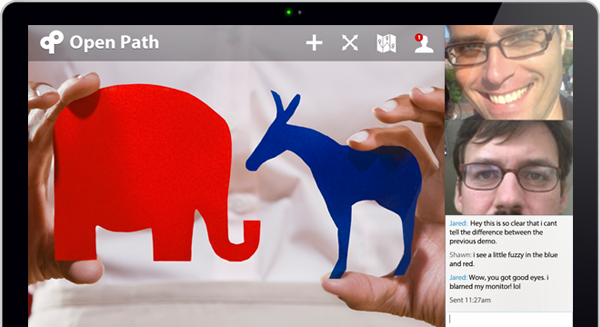 Open Path
1
Jared: Hey this is so clear that i cant
tell the difference between the
previous demo.
Shawn: i see a little fuzzy in the blue
and red.
Jared: Wow, you got good eyes. i
blamed my monitor! lol
Sent 11:27am